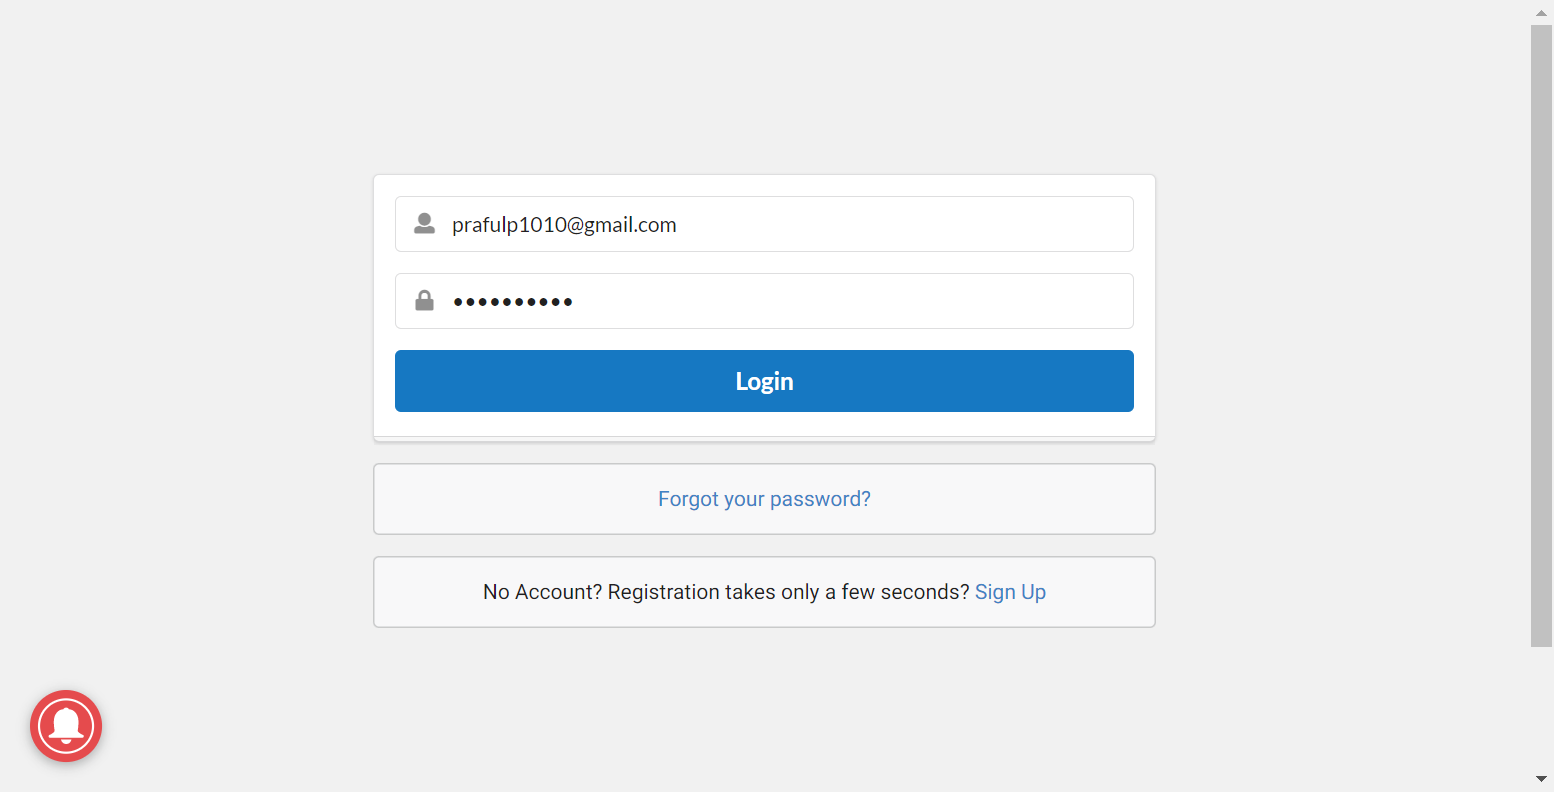 prafulp1010@gmail.com
••••••••••
Login
Forgot your password?
No Account? Registration takes only a few seconds? Sign Up